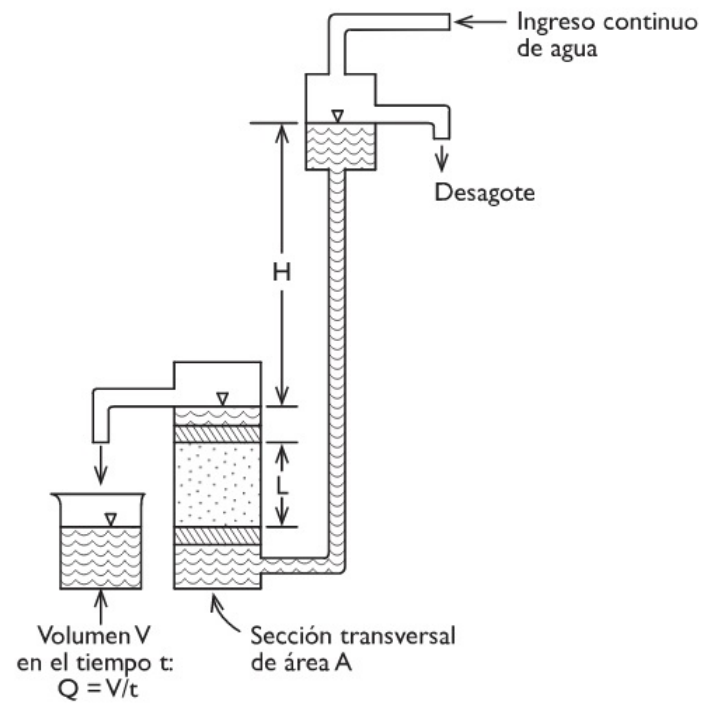 Ingreso continuo
de agua
Desagote
H
L
Volumen V
en el tiempo t:
Q = V/t
Sección transversal
de área A